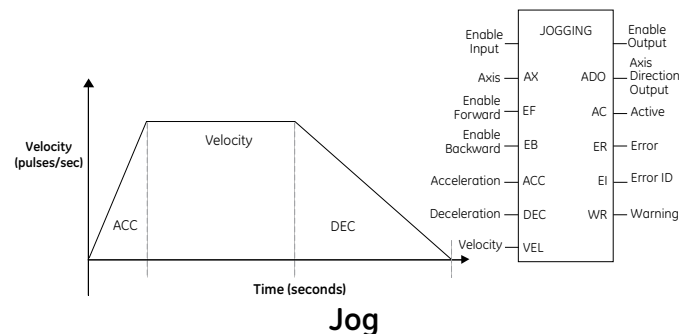 Velocity
(pulses/sec)
Velocity
ACC
DEC
Time (seconds)
JOGGING
Enable
Input
Enable
Output
Axis
AX
ADO
Axis
Direction
Output
Enable
Forward
EF
AC
Active
Enable
Backward
EB
ER
Error
Acceleration
ACC
EI
Error ID
Deceleration
DEC
WR
Warning
Velocity
VEL
Jog